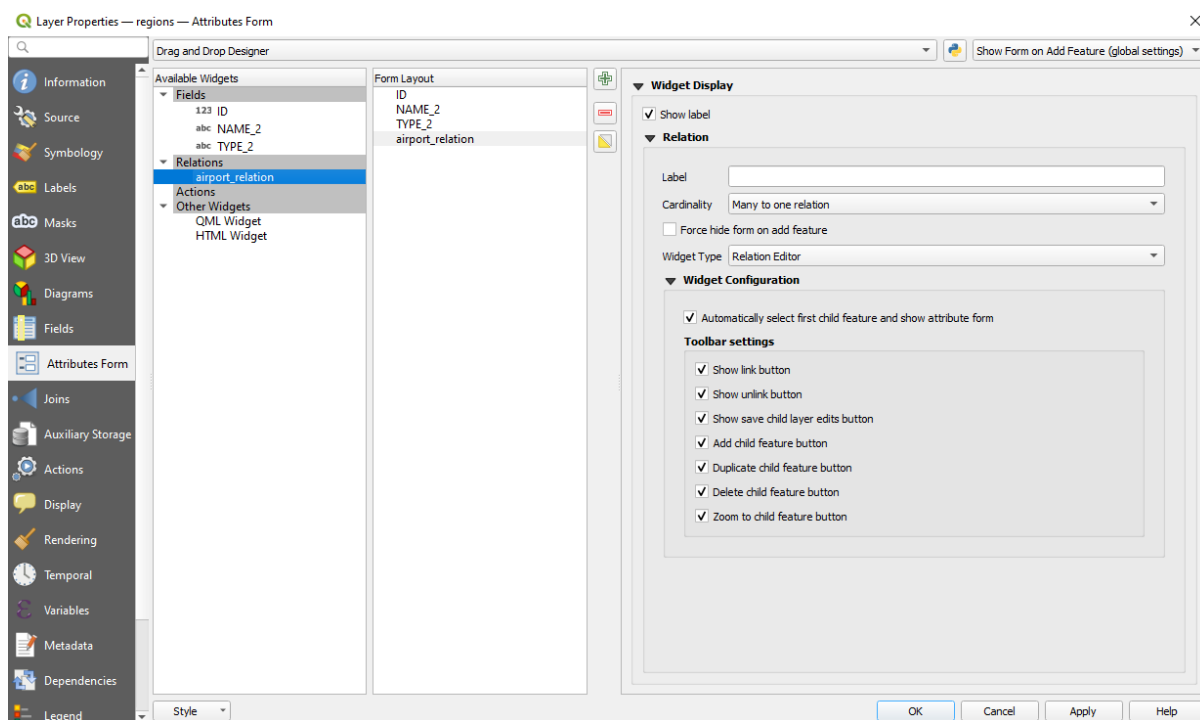 Layer Properties — regions — Attributes Form
Drag and Drop Designer
Show Form on Add Feature (global settings)
Information
Source
Symbology
abc Labels
abc Masks
3D View
Diagrams
Fields
Attributes Form
Joins
Auxiliary Storage
Actions
Display
Rendering
Temporal
Variables
Metadata
Dependencies
Legend
Available Widgets
Fields
123 ID
abc NAME_2
abc TYPE_2
Relations
airport_relation
Actions
Other Widgets
QML Widget
HTML Widget
Form Layout
ID
NAME_2
TYPE_2
airport_relation
Widget Display
Show label
Relation
Label
Cardinality Many to one relation
Force hide form on add feature
Widget Type Relation Editor
Widget Configuration
Automatically select first child feature and show attribute form
Toolbar settings
Show link button
Show unlink button
Show save child layer edits button
Add child feature button
Duplicate child feature button
Delete child feature button
Zoom to child feature button
Style
OK
Cancel
Apply
Help